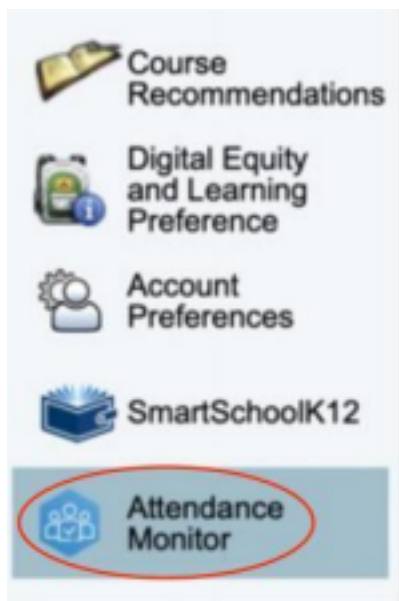 Course
Recommendations
Digital Equity
and Learning
Preference
Account
Preferences
SmartSchoolK12
Attendance
Monitor